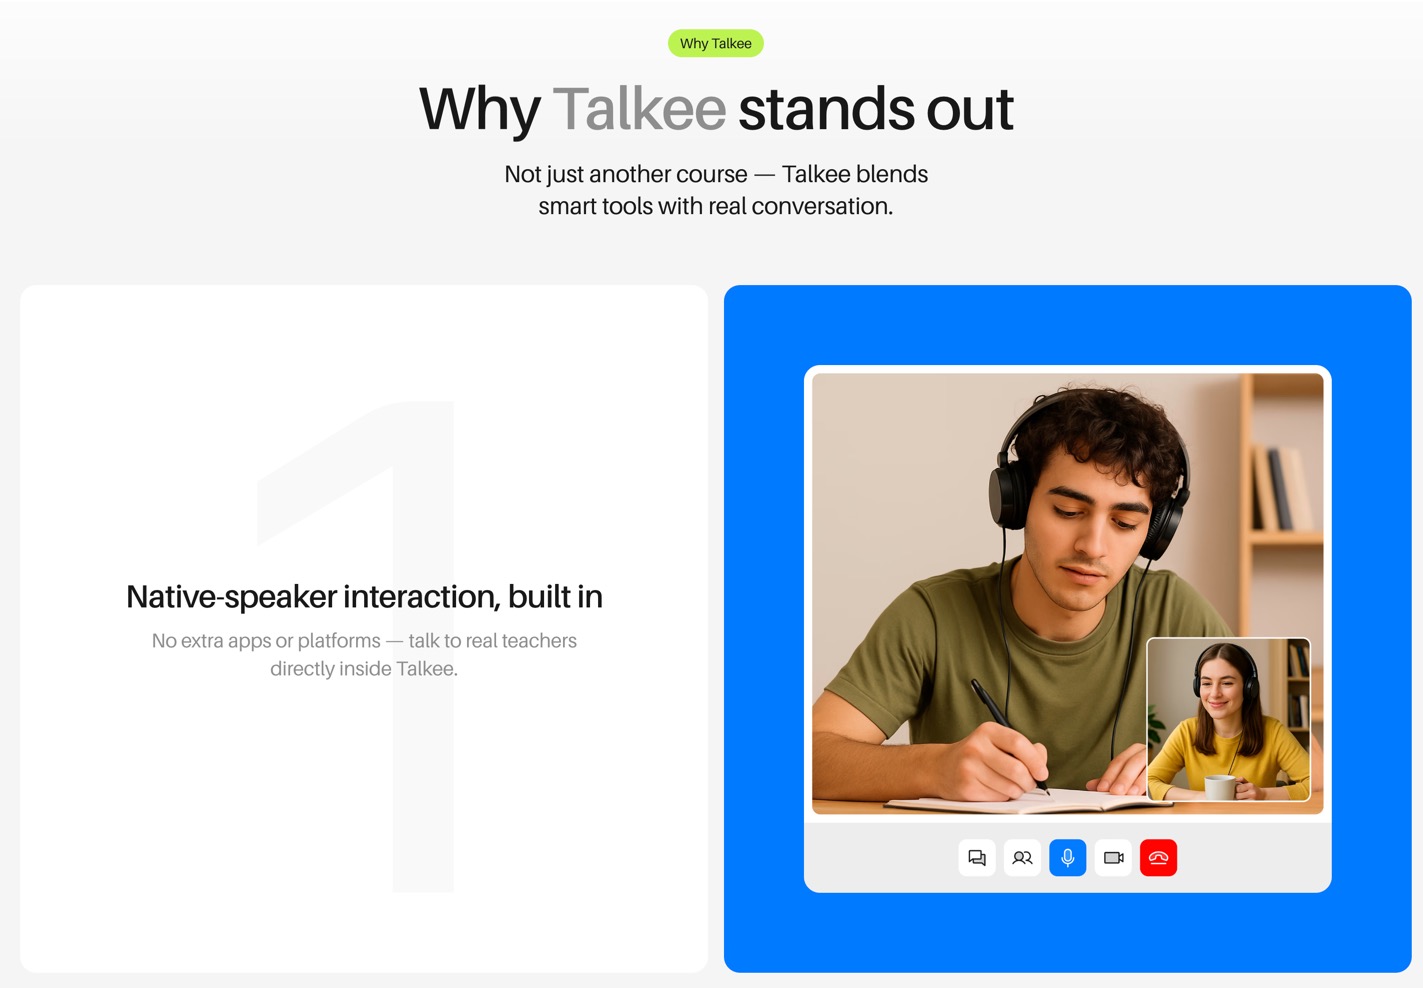 Why Talkee
Why Talkee stands out
Not just another course — Talkee blends
smart tools with real conversation.
1
Native-speaker interaction, built in
No extra apps or platforms — talk to real teachers
directly inside Talkee.